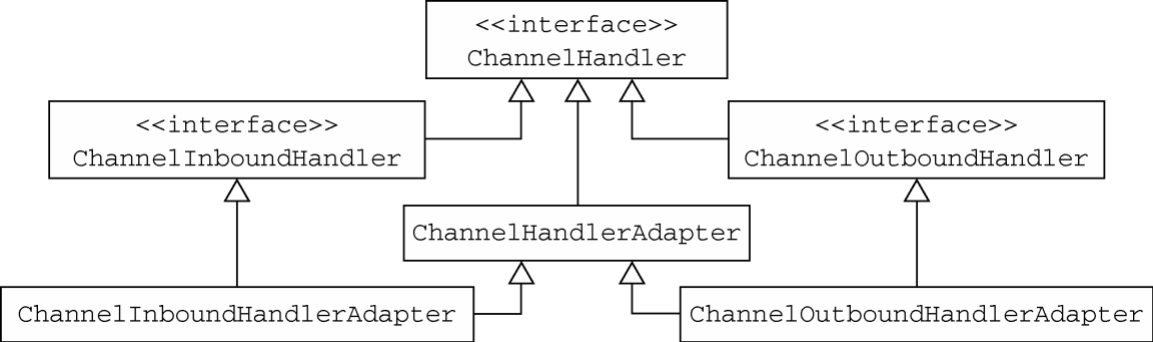 <<interface>>
ChannelHandler
<<interface>>
ChannelInboundHandler
<<interface>>
ChannelOutboundHandler
ChannelHandlerAdapter
ChannelInboundHandlerAdapter
ChannelOutboundHandlerAdapter